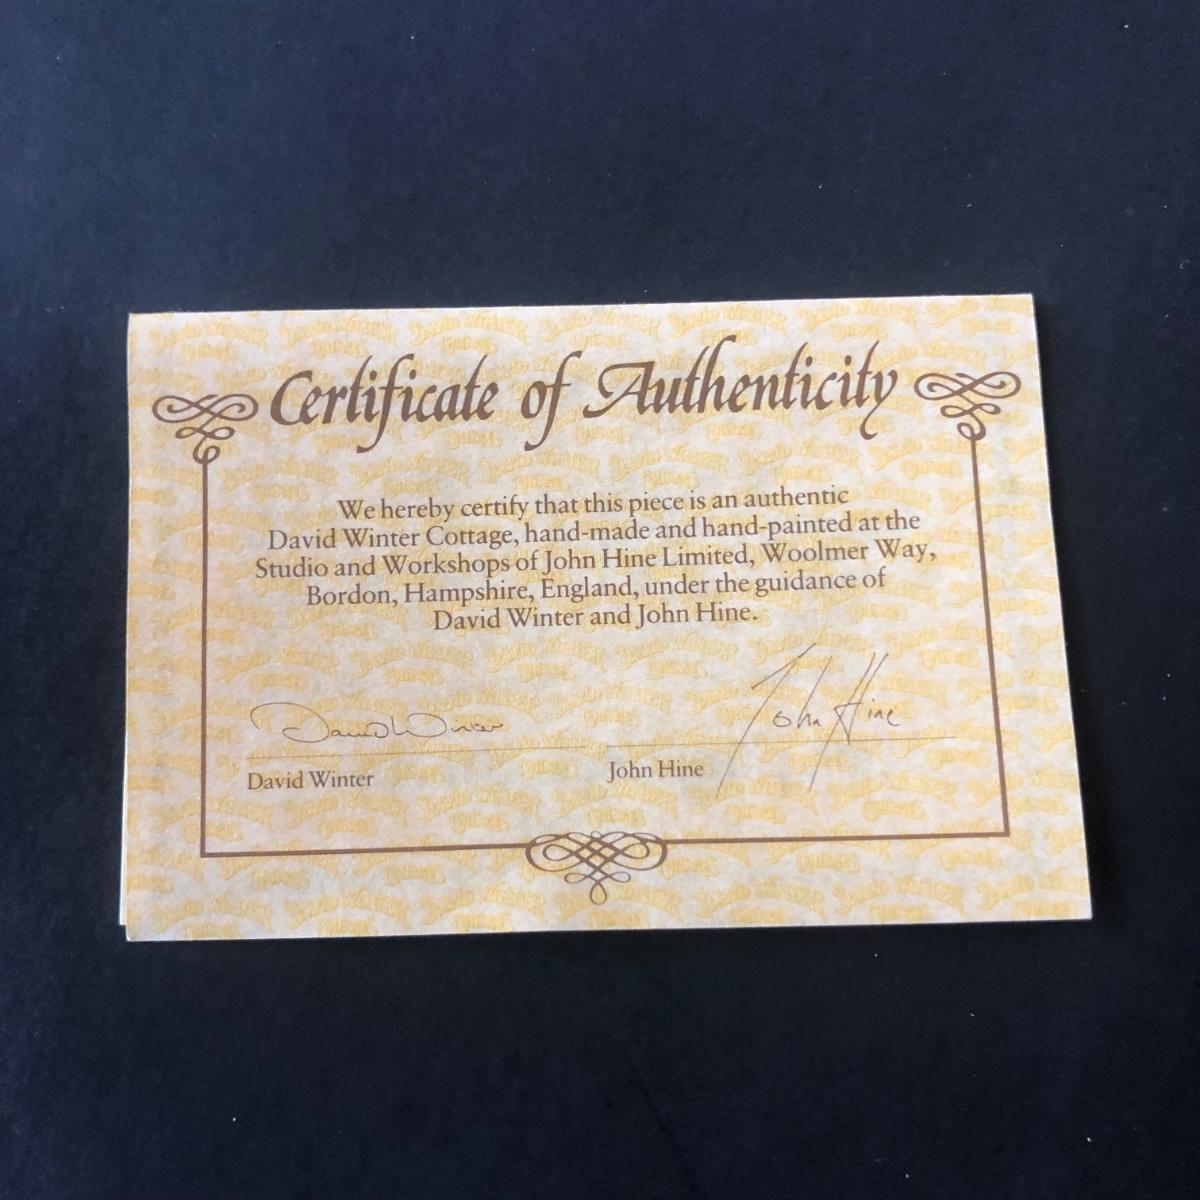 Certificate of Authenticity
We hereby certify that this piece is an authentic
David Winter Cottage, hand-made and hand-painted at the
Studio and Workshops of John Hine Limited, Woolmer Way,
Bordon, Hampshire, England, under the guidance of
David Winter and John Hine.
David Winter John Hine
David Winter John Hine